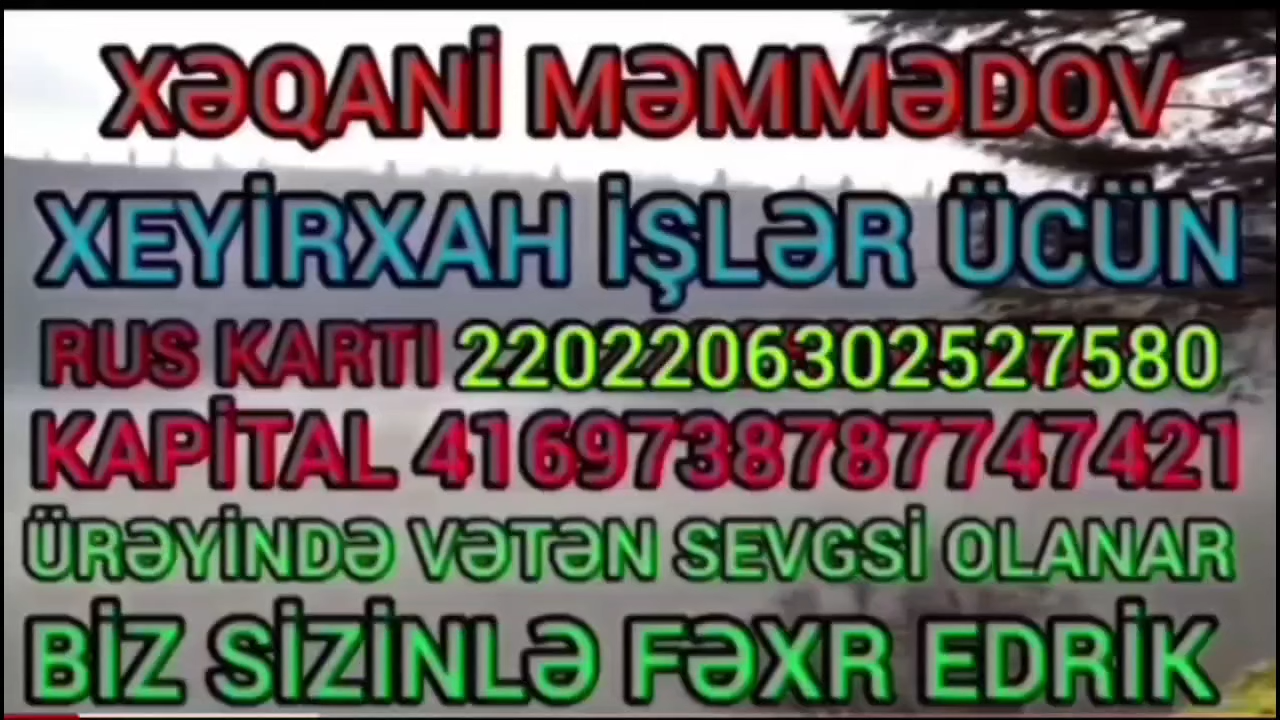 XƏQANİ MƏMMƏDOV
XEYİRXAH İŞLƏR ÜCÜN
RUS KARTI 2202206302527580
KAPİTAL 4169738787747421
ÜRƏYİNDƏ VƏTƏN SEVGSİ OLANAR
BİZ SİZİNLƏ FƏXR EDRİK